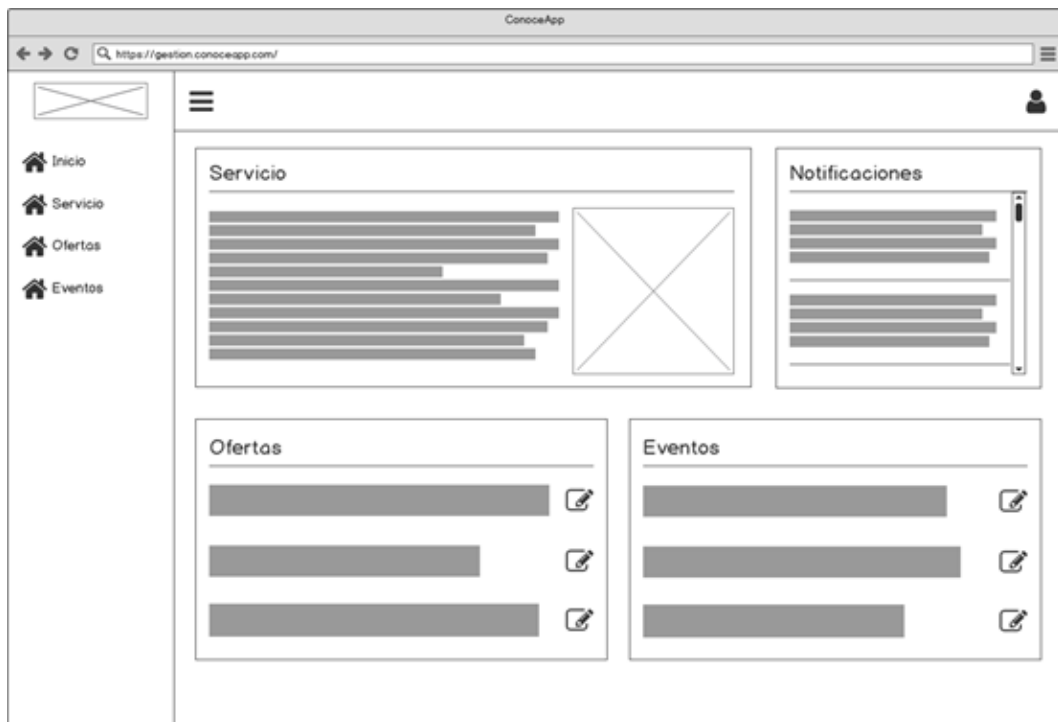 ConoceApp
https://gestion.conoceapp.com/
Inicio
Servicio
Ofertas
Eventos
Servicio
Notificaciones
Ofertas
Eventos